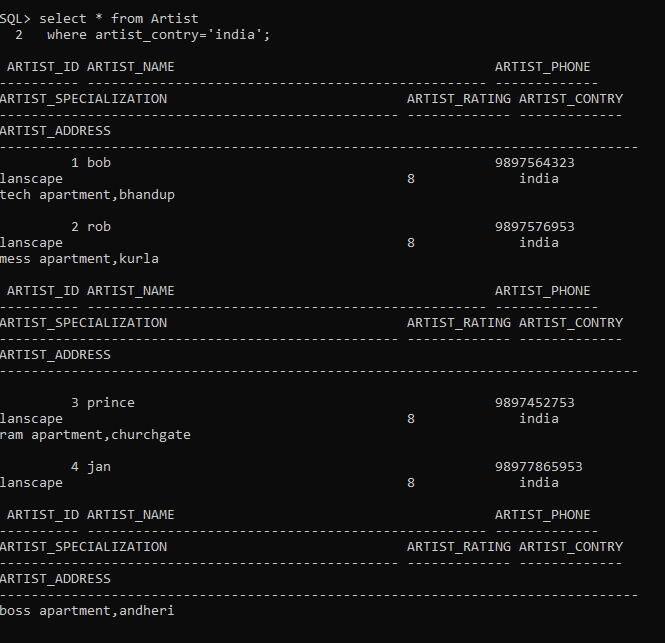 SQL> select * from Artist
  2   where artist_contry='india';
 ARTIST_ID ARTIST_NAME                                        ARTIST_PHONE
---------- -------------------------------------------------- -------------
ARTIST_SPECIALIZATION                              ARTIST_RATING ARTIST_CONTRY
-------------------------------------------------- ------------- -------------
ARTIST_ADDRESS
--------------------------------------------------------------------------------
         1 bob                                                9897564323
lanscape                                           8             india
tech apartment,bhandup
         2 rob                                                9897576953
lanscape                                           8             india
mess apartment,kurla
 ARTIST_ID ARTIST_NAME                                        ARTIST_PHONE
---------- -------------------------------------------------- -------------
ARTIST_SPECIALIZATION                              ARTIST_RATING ARTIST_CONTRY
-------------------------------------------------- ------------- -------------
ARTIST_ADDRESS
--------------------------------------------------------------------------------
         3 prince                                             9897452753
lanscape                                           8             india
ram apartment,churchgate
         4 jan                                                98977865953
lanscape                                           8             india
 ARTIST_ID ARTIST_NAME                                        ARTIST_PHONE
---------- -------------------------------------------------- -------------
ARTIST_SPECIALIZATION                              ARTIST_RATING ARTIST_CONTRY
-------------------------------------------------- ------------- -------------
ARTIST_ADDRESS
--------------------------------------------------------------------------------
boss apartment,andheri